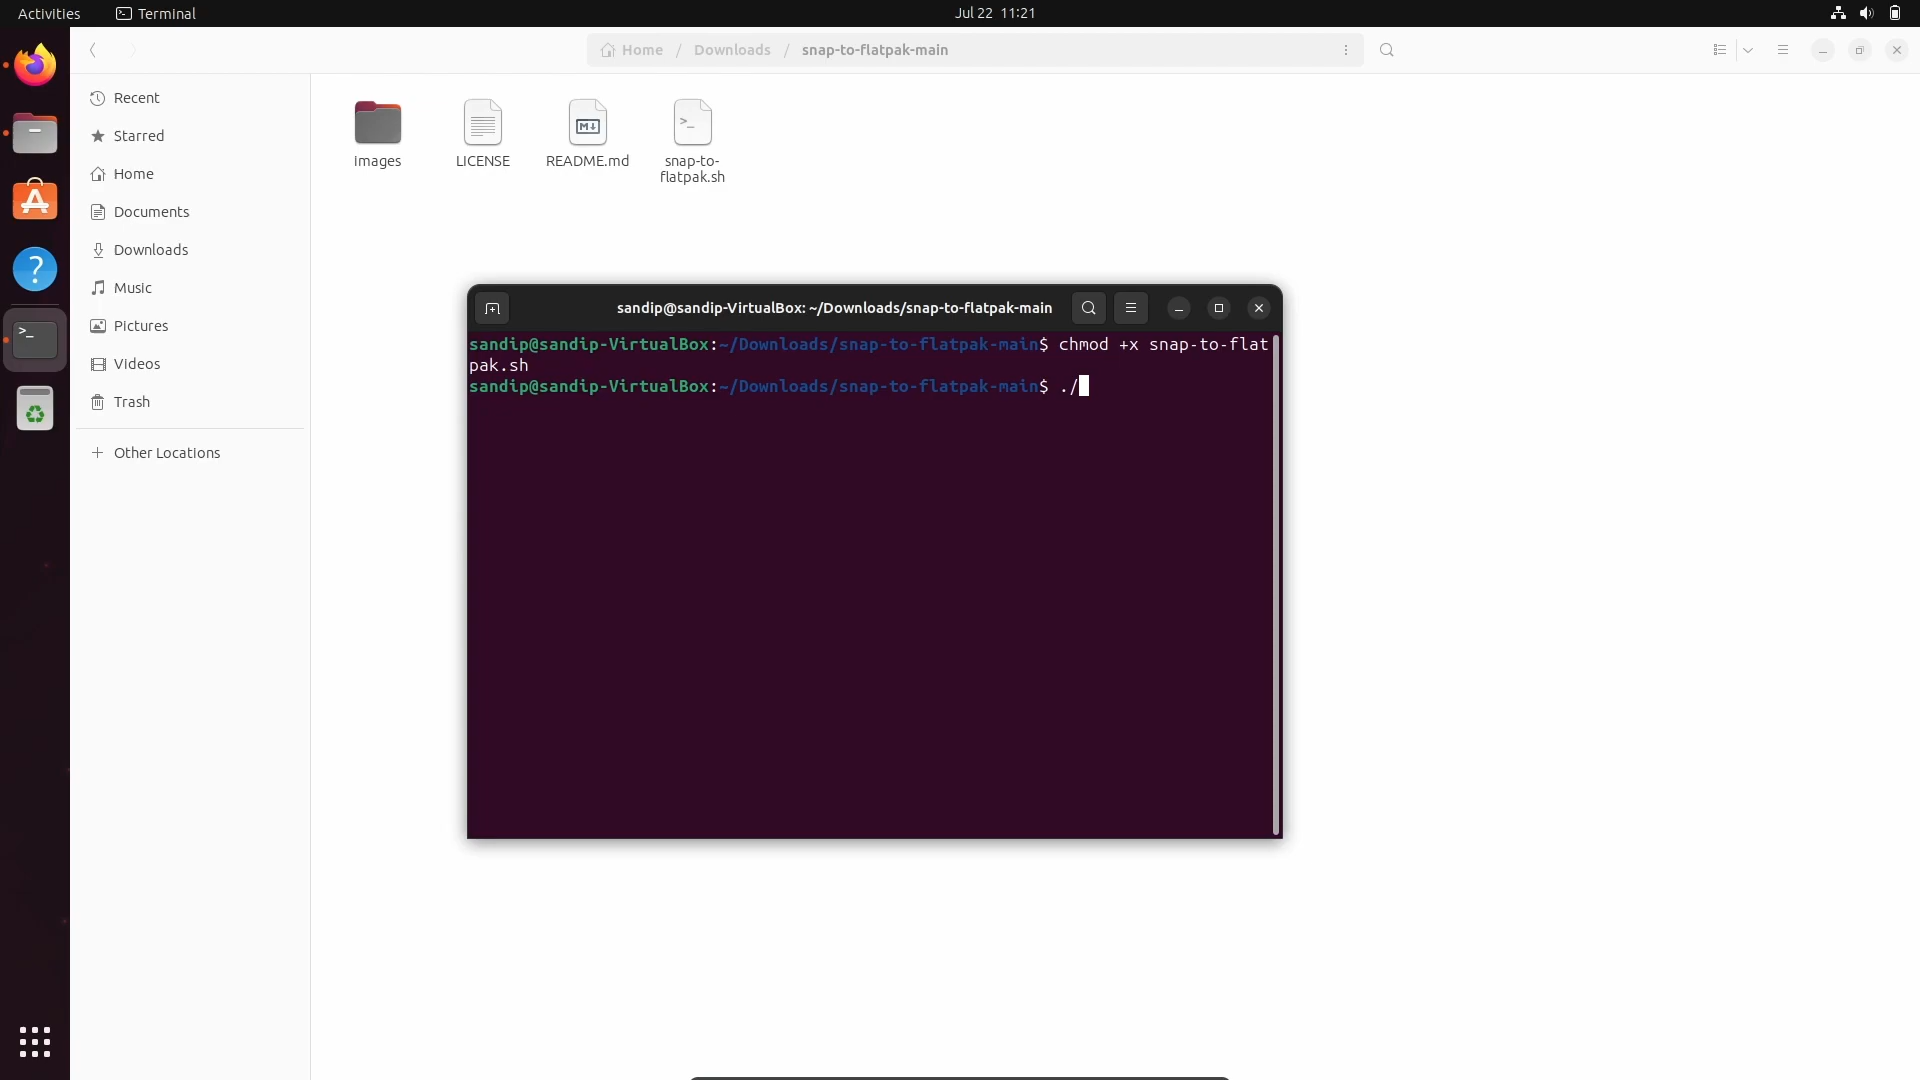 Activities
Terminal
Jul 22 11:21
Home / Downloads / snap-to-flatpak-main
Recent
Starred
Home
Documents
Downloads
Music
Pictures
Videos
Trash
Other Locations
Images
LICENSE
README.md
snap-to-
flatpak.sh
sandip@sandip-VirtualBox: ~/Downloads/snap-to-flatpak-main
sandip@sandip-VirtualBox:~/Downloads/snap-to-flatpak-main$ chmod +x snap-to-flat
pak.sh
sandip@sandip-VirtualBox:~/Downloads/snap-to-flatpak-main$ ./